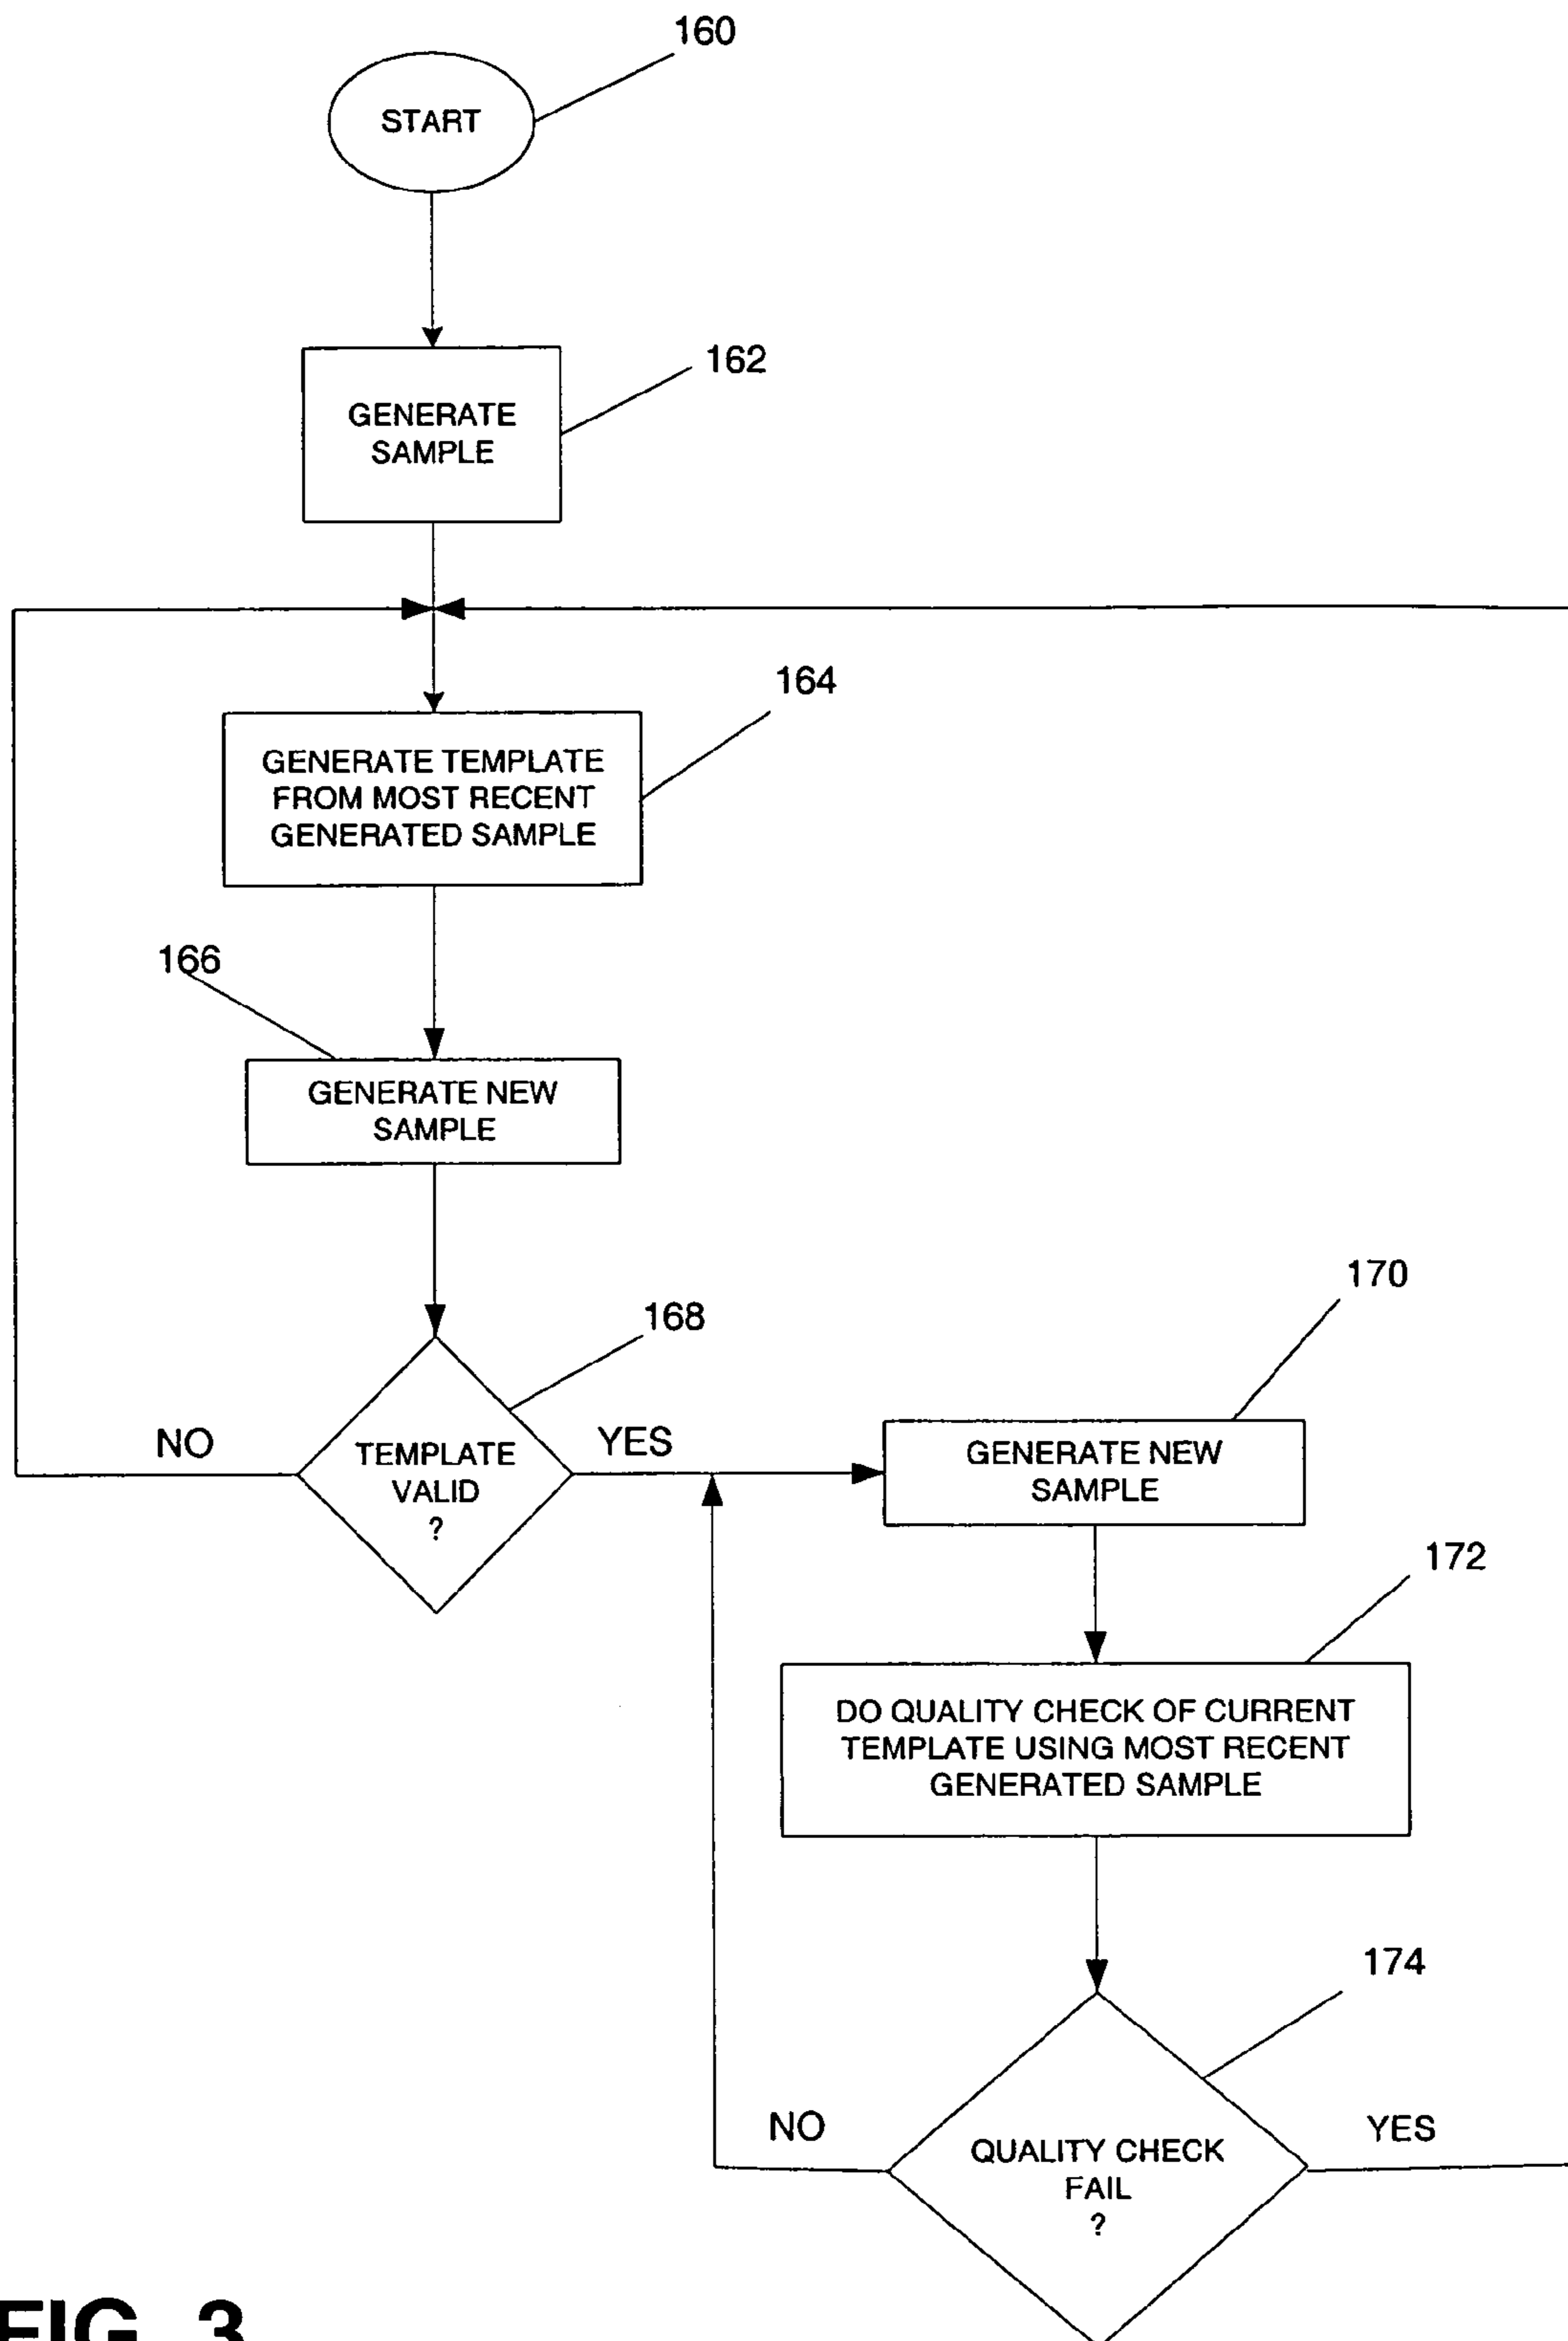 160
START
162
GENERATE
SAMPLE
164
GENERATE TEMPLATE
FROM MOST RECENT
GENERATED SAMPLE
166
GENERATE NEW
SAMPLE
168
NO
TEMPLATE
VALID
?
YES
170
GENERATE NEW
SAMPLE
172
DO QUALITY CHECK OF CURRENT
TEMPLATE USING MOST RECENT
GENERATED SAMPLE
174
NO
QUALITY CHECK
FAIL
?
YES
FIG. 3